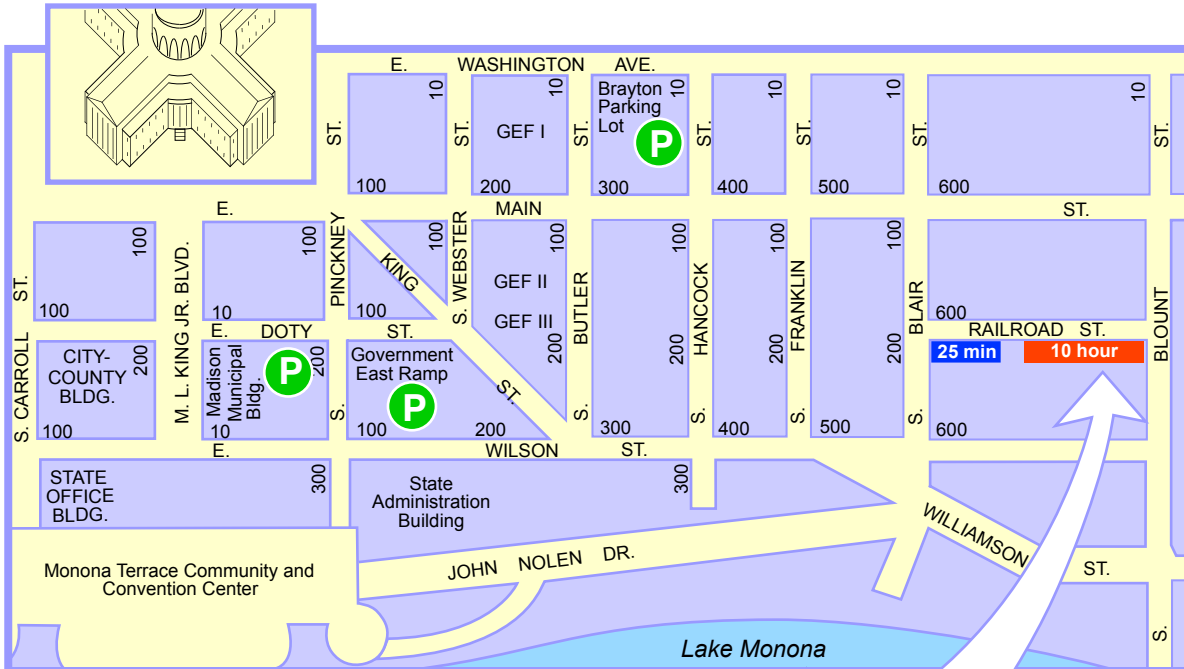 E. WASHINGTON AVE.
ST.
ST.
ST.
ST.
ST.
ST.
ST.
10
10
Brayton
Parking
Lot
10
10
10
10
GEF I
P
100
200
300
400
500
600
E. MAIN ST.
S. CARROLL ST.
M. L. KING JR. BLVD.
S. PINCKNEY
S. WEBSTER
S. BUTLER
S. HANCOCK
S. FRANKLIN
S. BLAIR
S. BLOUNT
KING ST.
100
100
100
100
100
100
100
GEF II
GEF III
200
200
200
100
100
10
600
E. DOTY ST.
RAILROAD ST.
CITY-
COUNTY
BLDG.
200
100
Madison
Municipal
Bldg.
P
200
10
Government
East Ramp
P
100
200
300
400
500
25 min
10 hour
600
E. WILSON ST.
STATE
OFFICE
BLDG.
300
State
Administration
Building
300
WILLIAMSON ST.
JOHN NOLEN DR.
Monona Terrace Community and
Convention Center
Lake Monona